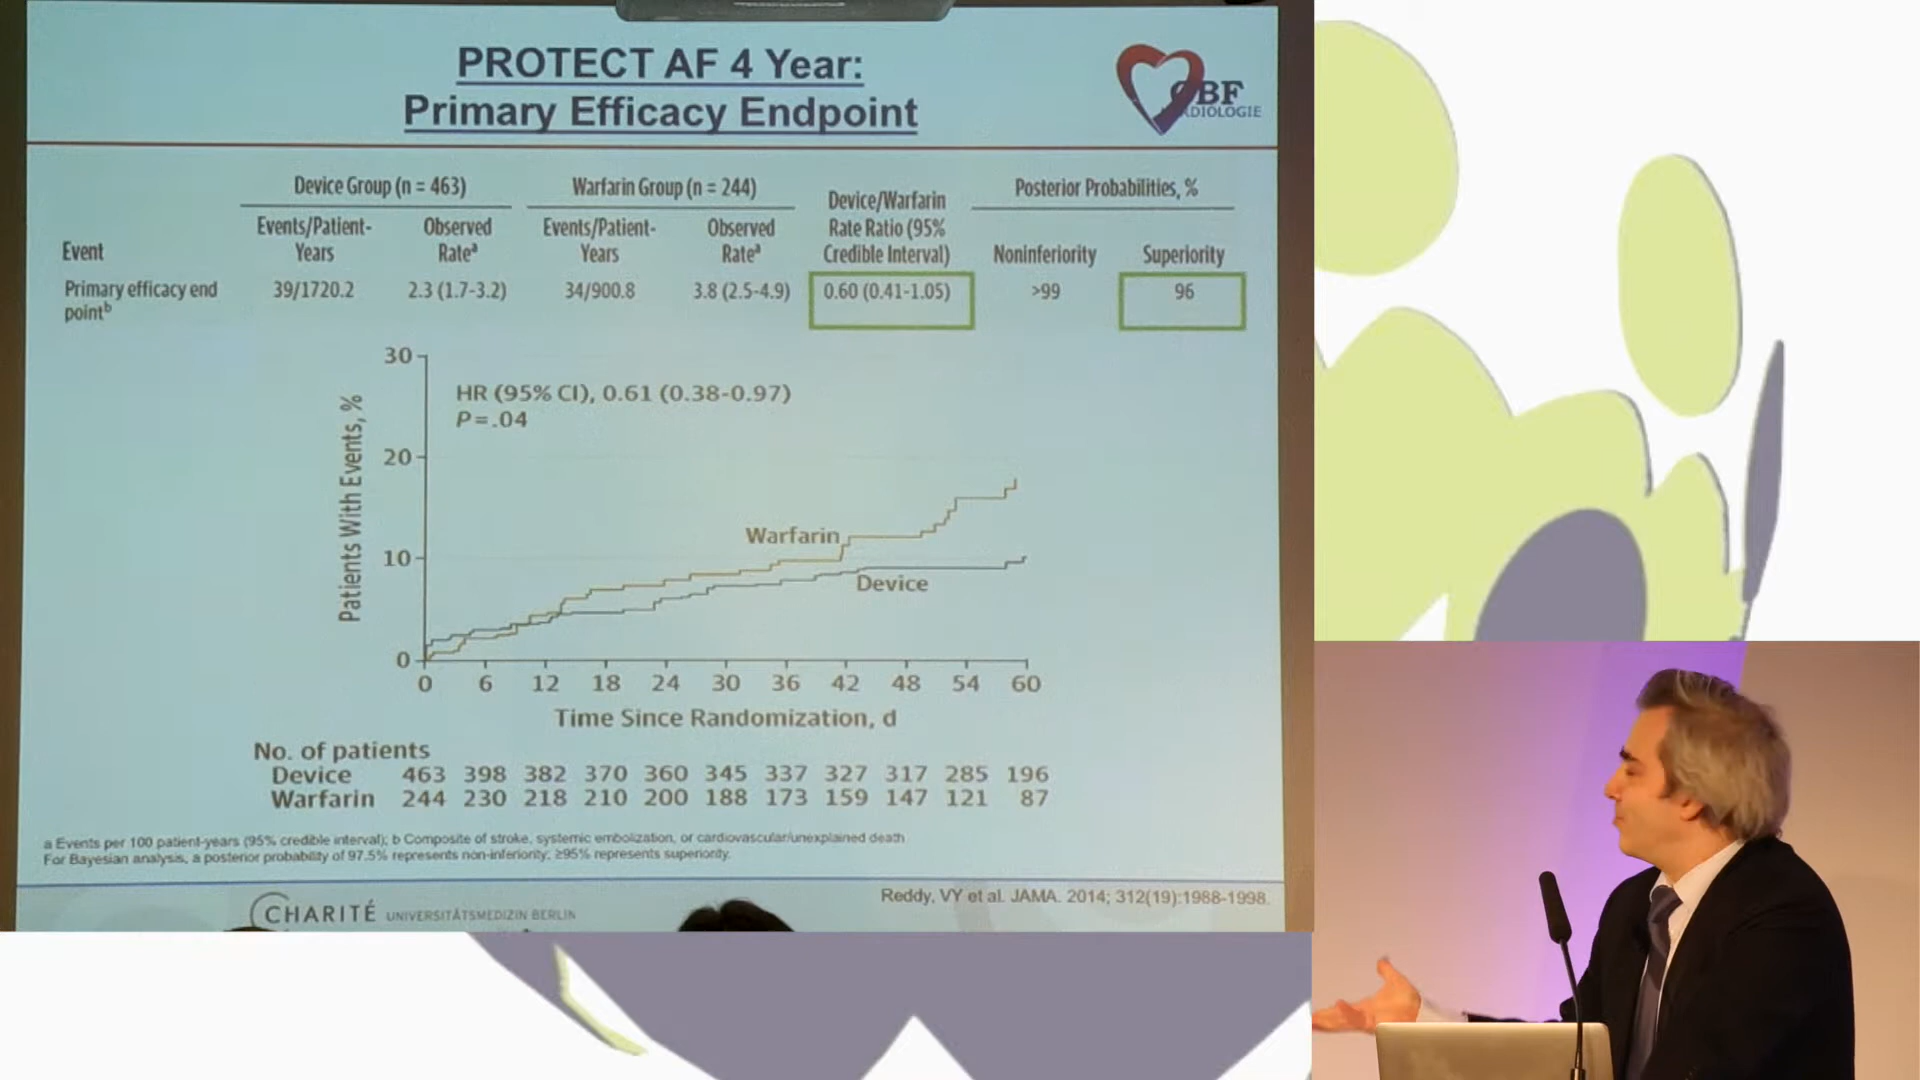 PROTECT AF 4 Year:
Primary Efficacy Endpoint
CBF
KARDIOLOGIE
Device Group (n = 463)
Warfarin Group (n = 244)
Device/Warfarin
Rate Ratio (95%
Credible Interval)
Posterior Probabilities, %
Event
Events/Patient-
Years
Observed
Rateᵃ
Events/Patient-
Years
Observed
Rateᵃ
Noninferiority
Superiority
Primary efficacy end
pointᵇ
39/1720.2
2.3 (1.7-3.2)
34/900.8
3.8 (2.5-4.9)
0.60 (0.41-1.05)
>99
96
30
20
10
0
Patients With Events, %
HR (95% CI), 0.61 (0.38-0.97)
P=.04
Warfarin
Device
0 6 12 18 24 30 36 42 48 54 60
Time Since Randomization, d
No. of patients
Device 463 398 382 370 360 345 337 327 317 285 196
Warfarin 244 230 218 210 200 188 173 159 147 121 87
a Events per 100 patient-years (95% credible interval); b Composite of stroke, systemic embolization, or cardiovascular/unexplained death
For Bayesian analysis, a posterior probability of 97.5% represents non-inferiority; ≥95% represents superiority.
CHARITÉ UNIVERSITÄTSMEDIZIN BERLIN
Reddy, VY et al. JAMA. 2014; 312(19):1988-1998.